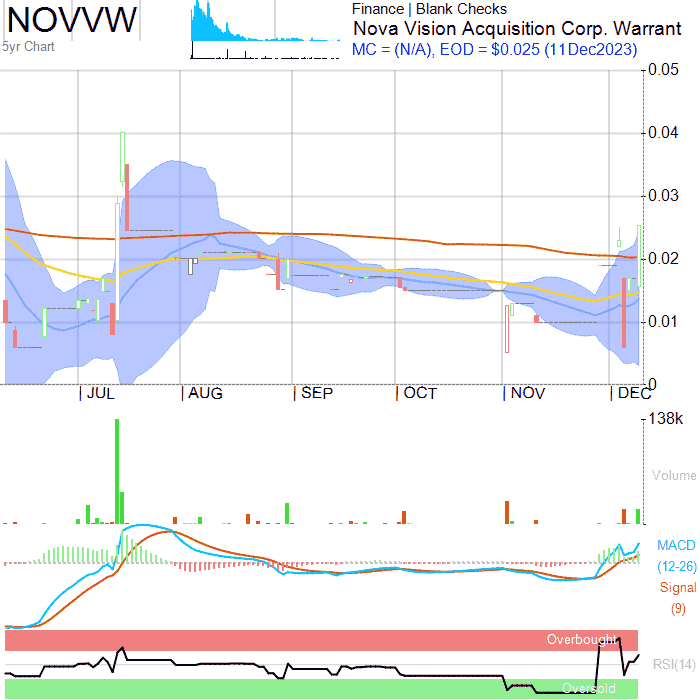 NOVVW
5yr Chart
Finance | Blank Checks
Nova Vision Acquisition Corp. Warrant
MC = (N/A), EOD = $0.025 (11Dec2023)
0.05
0.04
0.03
0.02
0.01
0
JUL
AUG
SEP
OCT
NOV
DEC
138k
Volume
MACD
(12-26)
Signal
(9)
Overbought
RSI(14)
Oversold